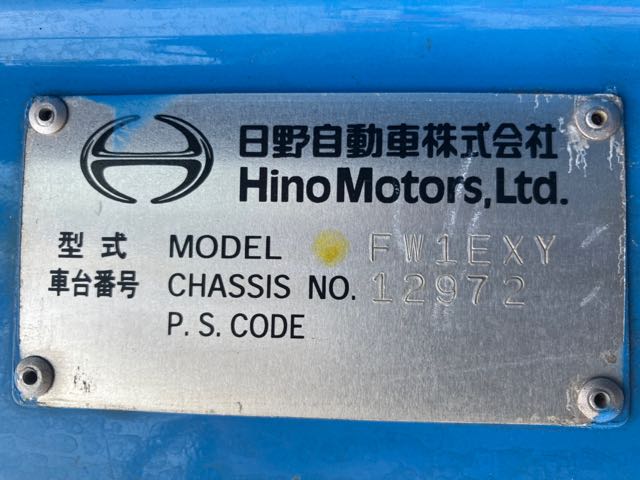 日野自動車株式会社
Hino Motors, Ltd.
型式 MODEL FW1EXY
車台番号 CHASSIS NO. 12972
P.S.CODE